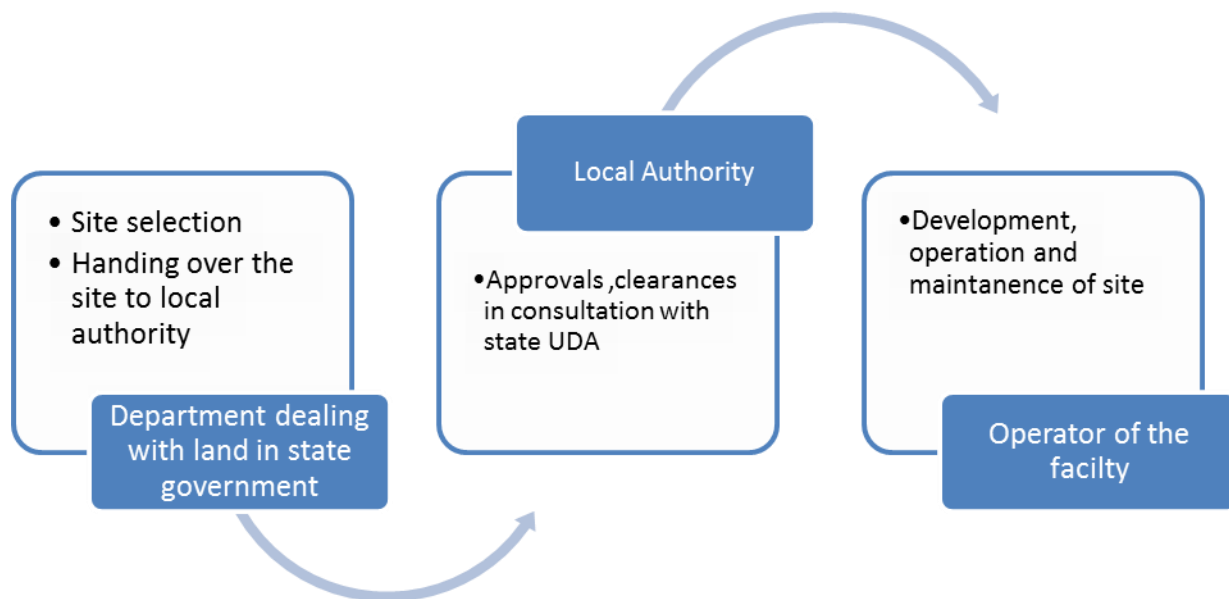 • Site selection
• Handing over the
site to local
authority
Department dealing
with land in state
government
Local Authority
•Approvals ,clearances
in consultation with
state UDA
•Development,
operation and
maintanence of site
Operator of the
facilty